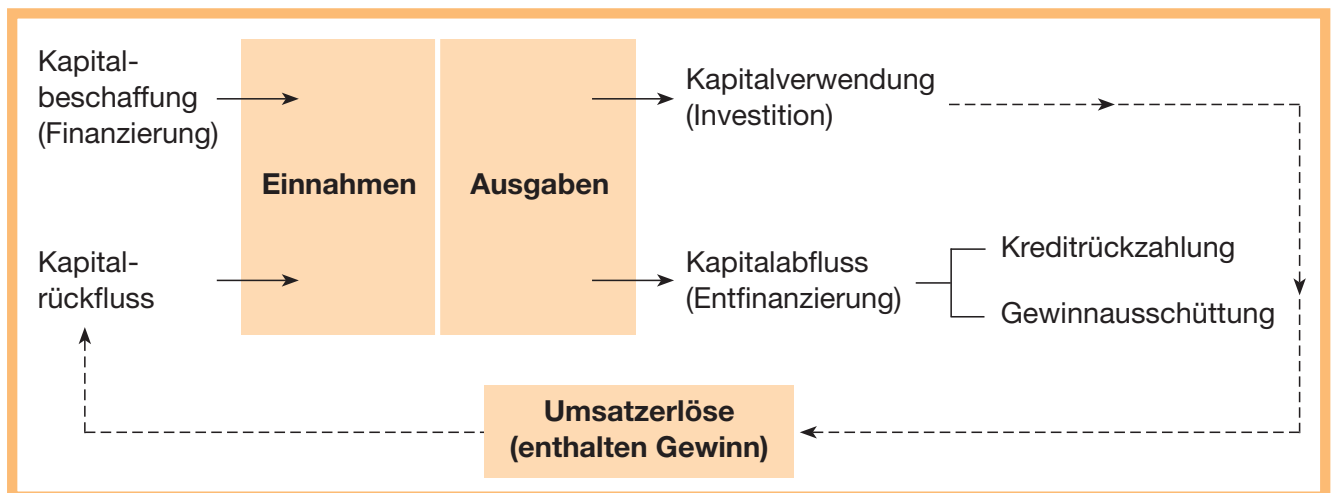 Kapital-
beschaffung
(Finanzierung)
Einnahmen
Ausgaben
Kapitalverwendung
(Investition)
Kapital-
rückfluss
Kapitalabfluss
(Entfinanzierung)
Kreditrückzahlung
Gewinnausschüttung
Umsatzerlöse
(enthalten Gewinn)